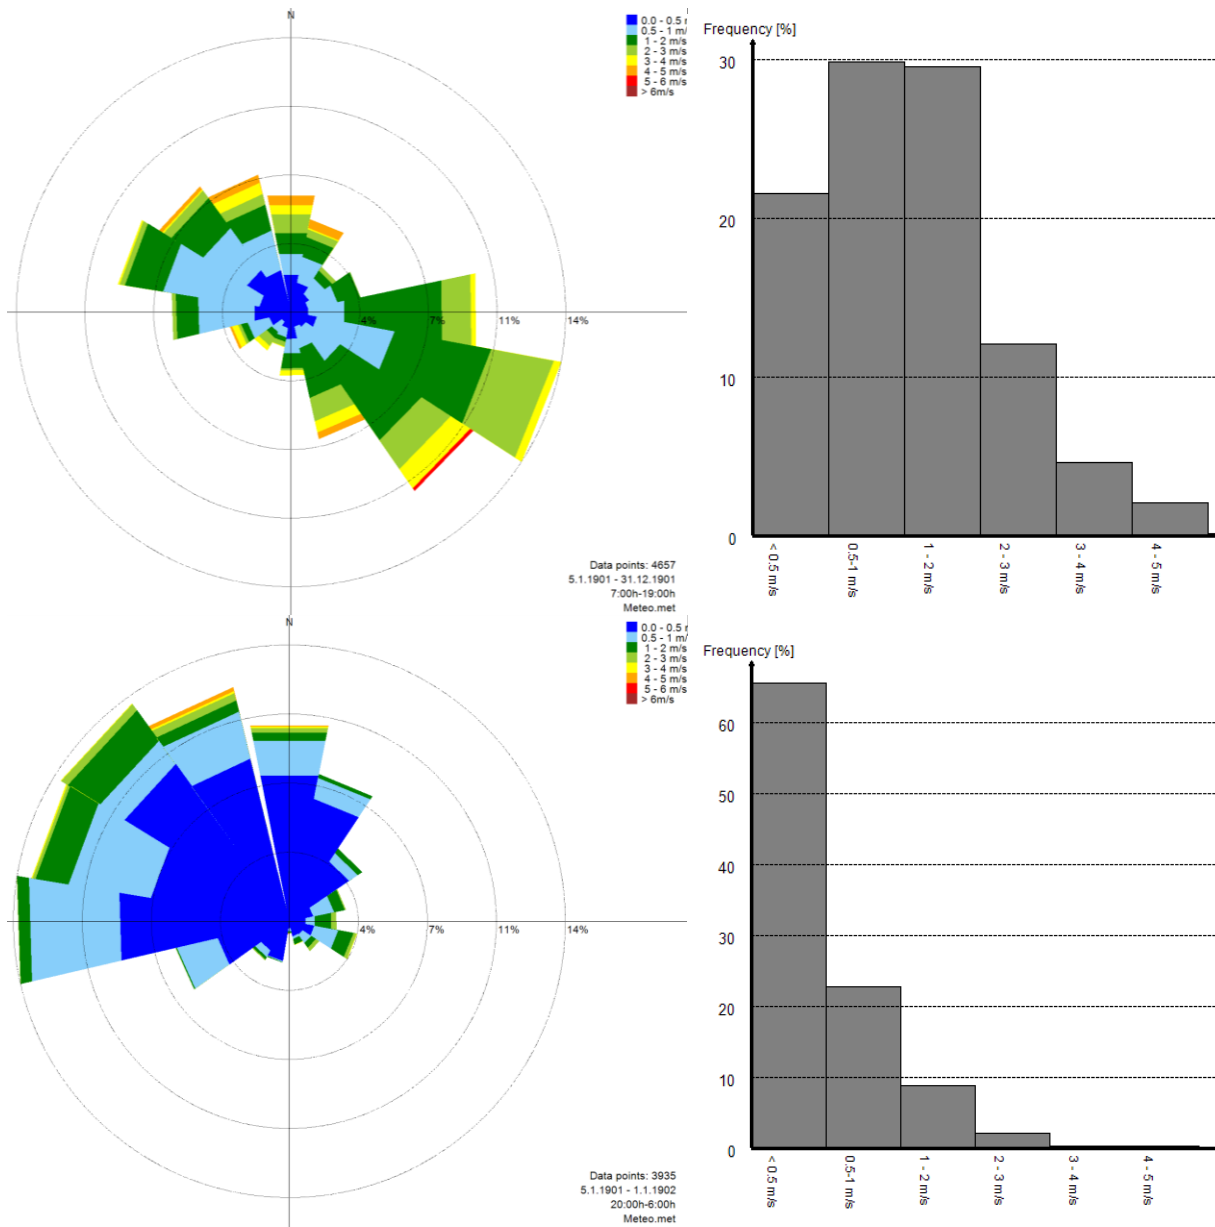 N
0.0 - 0.5 r
0.5 - 1 m/
1 - 2 m/s
2 - 3 m/s
3 - 4 m/s
4 - 5 m/s
5 - 6 m/s
> 6m/s
4%
7%
11%
14%
Data points: 4657
5.1.1901 - 31.12.1901
7:00h-19:00h
Meteo.met
Frequency [%]
30
20
10
0
< 0.5 m/s
0.5-1 m/s
1 - 2 m/s
2 - 3 m/s
3 - 4 m/s
4 - 5 m/s
N
0.0 - 0.5 r
0.5 - 1 m/
1 - 2 m/s
2 - 3 m/s
3 - 4 m/s
4 - 5 m/s
5 - 6 m/s
> 6m/s
4%
7%
11%
14%
Data points: 3935
5.1.1901 - 1.1.1902
20:00h-6:00h
Meteo.met
Frequency [%]
60
50
40
30
20
10
0
< 0.5 m/s
0.5-1 m/s
1 - 2 m/s
2 - 3 m/s
3 - 4 m/s
4 - 5 m/s